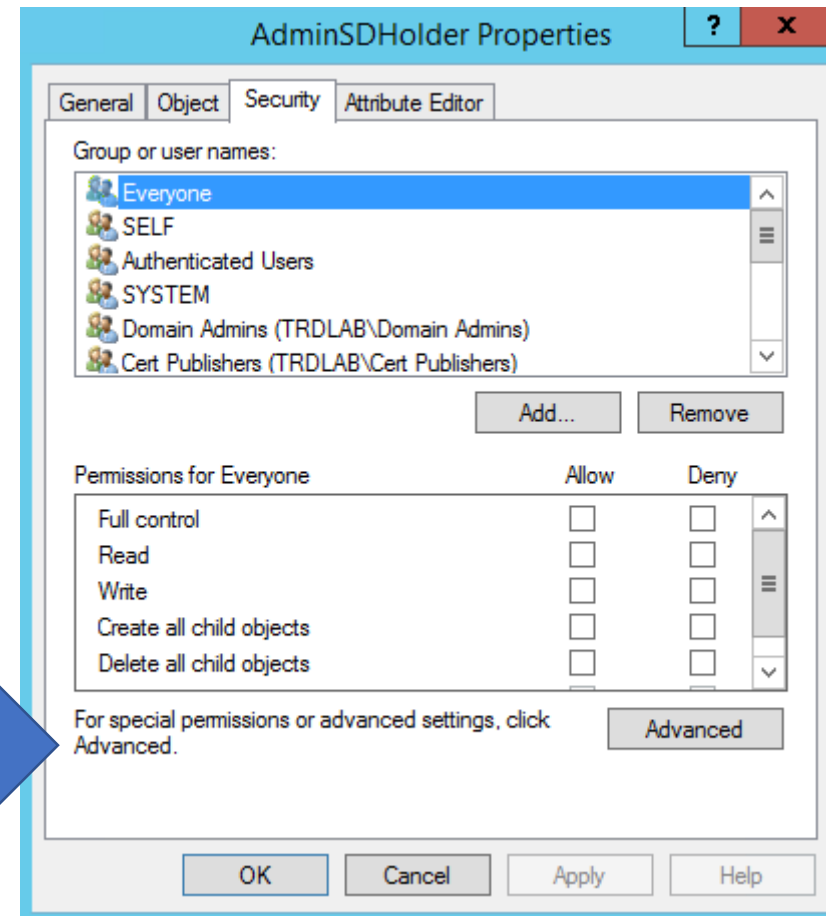 AdminSDHolder Properties
? x
General Object Security Attribute Editor
Group or user names:
Everyone
SELF
Authenticated Users
SYSTEM
Domain Admins (TRDLAB\Domain Admins)
Cert Publishers (TRDLAB\Cert Publishers)
Add... Remove
Permissions for Everyone Allow Deny
Full control
Read
Write
Create all child objects
Delete all child objects
For special permissions or advanced settings, click
Advanced.
Advanced
OK Cancel Apply Help